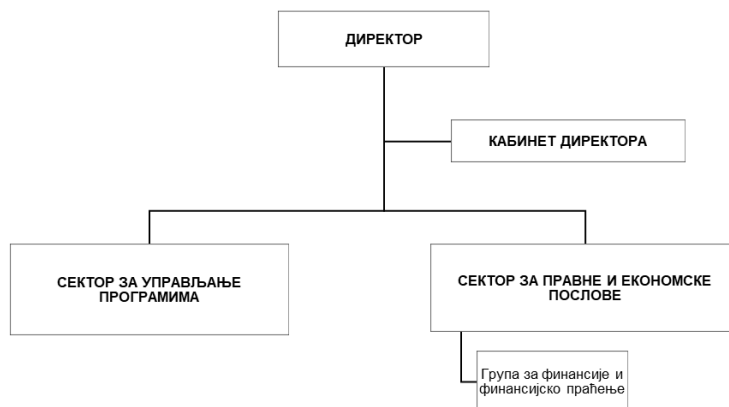 ДИРЕКТОР
КАБИНЕТ ДИРЕКТОРА
СЕКТОР ЗА УПРАВЉАЊЕ
ПРОГРАМИМА
СЕКТОР ЗА ПРАВНЕ И ЕКОНОМСКЕ
ПОСЛОВЕ
Група за финансије и
финансијско праћење